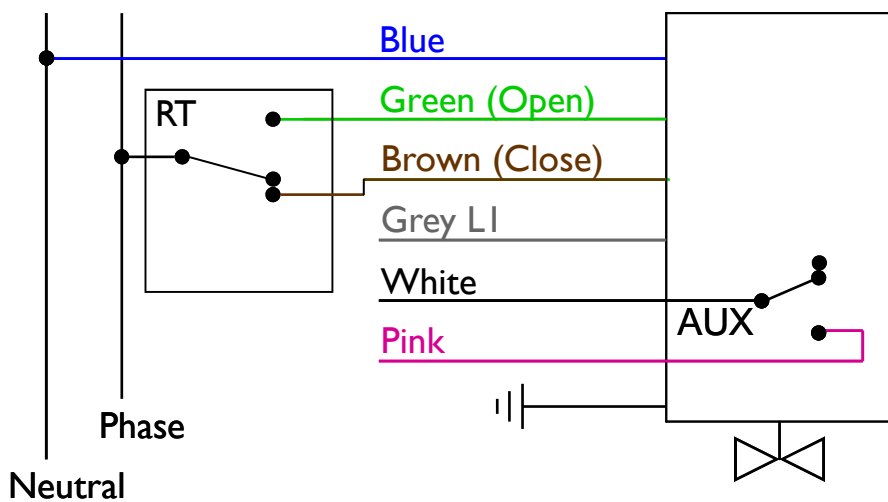 Blue
RT
Green (Open)
Brown (Close)
Grey L1
White
AUX
Pink
Phase
Neutral